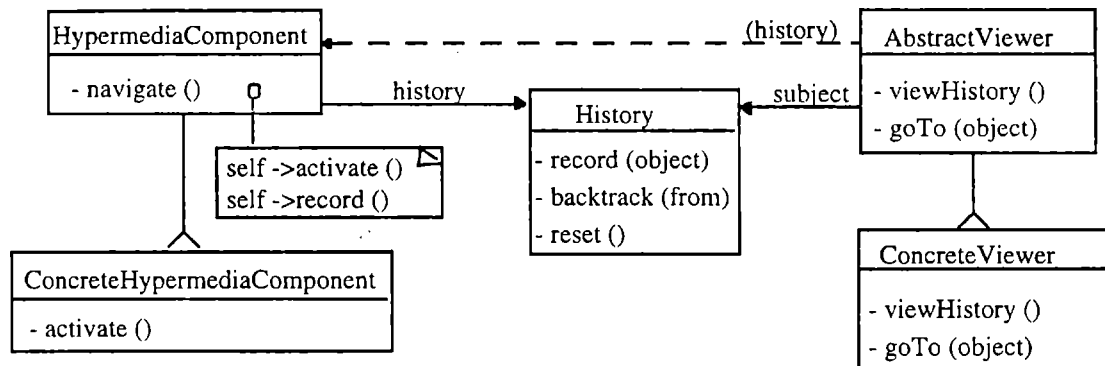 HypermediaComponent
- navigate ()
self ->activate ()
self ->record ()
ConcreteHypermediaComponent
- activate ()
history
(history)
History
- record (object)
- backtrack (from)
- reset ()
subject
AbstractViewer
- viewHistory ()
- goTo (object)
ConcreteViewer
- viewHistory ()
- goTo (object)